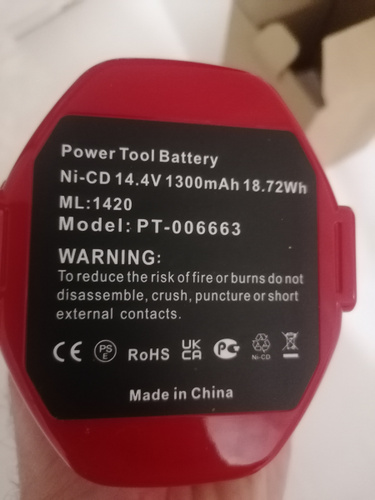 Power Tool Battery
Ni-CD 14.4V 1300mAh 18.72Wh
ML:1420
Model: PT-006663
WARNING:
To reduce the risk of fire or burns do not
disassemble, crush, puncture or short
external contacts.
CE PS E RoHS UK CA PC Ni-CD
Made in China